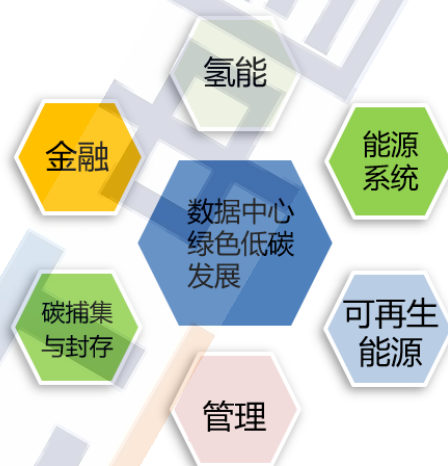 氢能
金融
能源
系统
数据中心
绿色低碳
发展
碳捕集
与封存
可再生
能源
管理